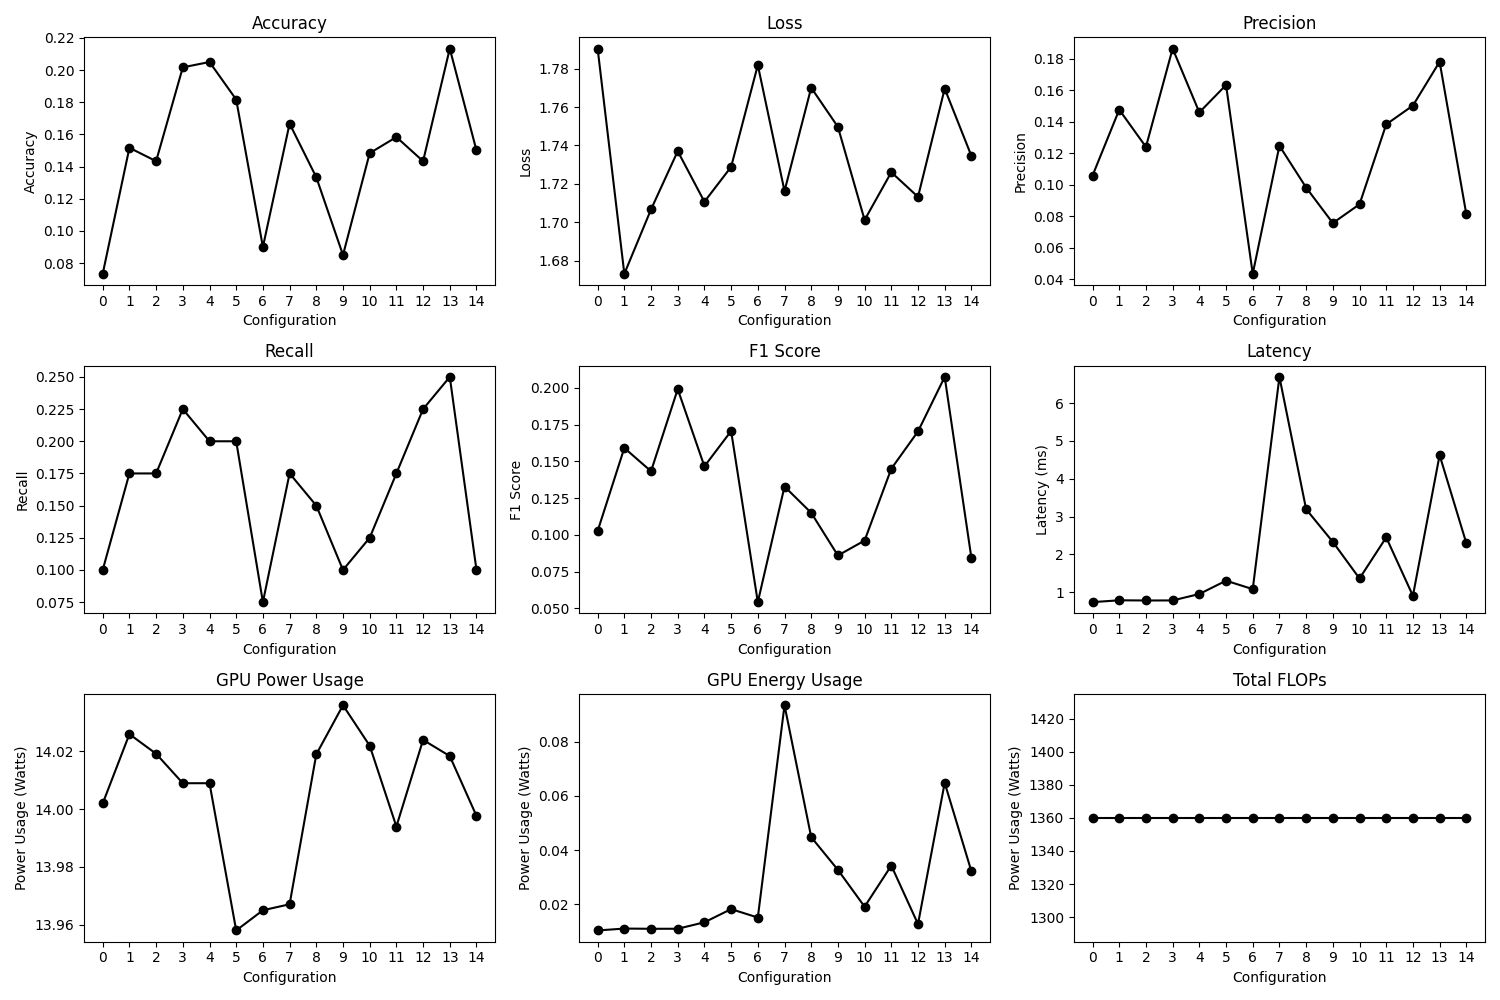 Accuracy
Accuracy
0.22
0.20
0.18
0.16
0.14
0.12
0.10
0.08
0 1 2 3 4 5 6 7 8 9 10 11 12 13 14
Configuration
Loss
Loss
1.78
1.76
1.74
1.72
1.70
1.68
0 1 2 3 4 5 6 7 8 9 10 11 12 13 14
Configuration
Precision
Precision
0.18
0.16
0.14
0.12
0.10
0.08
0.06
0.04
0 1 2 3 4 5 6 7 8 9 10 11 12 13 14
Configuration
Recall
Recall
0.250
0.225
0.200
0.175
0.150
0.125
0.100
0.075
0 1 2 3 4 5 6 7 8 9 10 11 12 13 14
Configuration
F1 Score
F1 Score
0.200
0.175
0.150
0.125
0.100
0.075
0.050
0 1 2 3 4 5 6 7 8 9 10 11 12 13 14
Configuration
Latency
Latency (ms)
6
5
4
3
2
1
0 1 2 3 4 5 6 7 8 9 10 11 12 13 14
Configuration
GPU Power Usage
Power Usage (Watts)
14.02
14.00
13.98
13.96
0 1 2 3 4 5 6 7 8 9 10 11 12 13 14
Configuration
GPU Energy Usage
Power Usage (Watts)
0.08
0.06
0.04
0.02
0 1 2 3 4 5 6 7 8 9 10 11 12 13 14
Configuration
Total FLOPs
Power Usage (Watts)
1420
1400
1380
1360
1340
1320
1300
0 1 2 3 4 5 6 7 8 9 10 11 12 13 14
Configuration